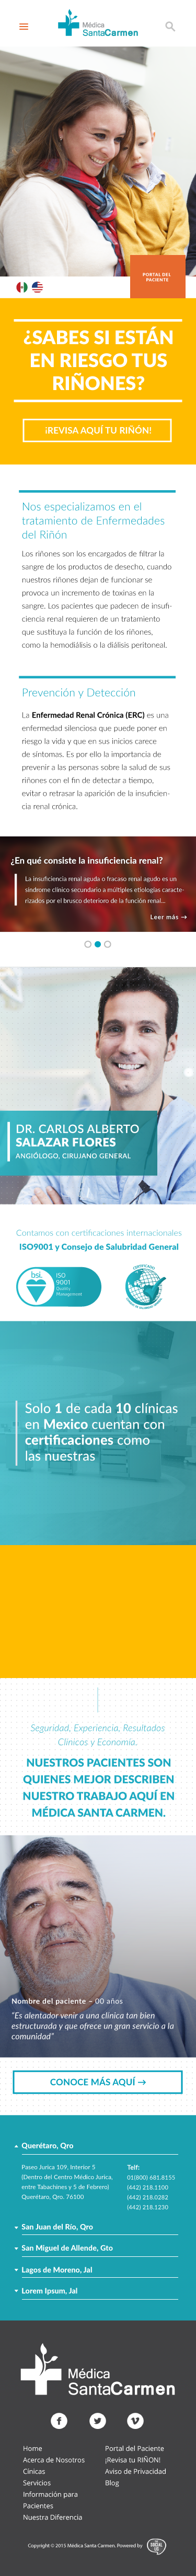 Médica
SantaCarmen
PORTAL DEL
PACIENTE
¿SABES SI ESTÁN
EN RIESGO TUS
RIÑONES?
¡REVISA AQUÍ TU RIÑÓN!
Nos especializamos en el
tratamiento de Enfermedades
del Riñón
Los riñones son los encargados de filtrar la
sangre de los productos de desecho, cuando
nuestros riñones dejan de funcionar se
provoca un incremento de toxinas en la
sangre. Los pacientes que padecen de insufi-
ciencia renal requieren de un tratamiento
que sustituya la función de los riñones,
como la hemodiálisis o la diálisis peritoneal.
Prevención y Detección
La Enfermedad Renal Crónica (ERC) es una
enfermedad silenciosa que puede poner en
riesgo la vida y que en sus inicios carece
de síntomas. Es por ello la importancia de
prevenir a las personas sobre la salud de sus
riñones con el fin de detectar a tiempo,
evitar o retrasar la aparición de la insuficien-
cia renal crónica.
¿En qué consiste la insuficiencia renal?
La insuficiencia renal aguda o fracaso renal agudo es un
síndrome clínico secundario a múltiples etiologías caracte-
rizados por el brusco deterioro de la función renal...
Leer más →
DR. CARLOS ALBERTO
SALAZAR FLORES
ANGIÓLOGO, CIRUJANO GENERAL
Contamos con certificaciones internacionales
ISO9001 y Consejo de Salubridad General
bsi.
ISO
9001
Quality
Management
Solo 1 de cada 10 clínicas
en Mexico cuentan con
certificaciones como
las nuestras
Seguridad, Experiencia, Resultados
Clínicos y Economía.
NUESTROS PACIENTES SON
QUIENES MEJOR DESCRIBEN
NUESTRO TRABAJO AQUÍ EN
MÉDICA SANTA CARMEN.
Nombre del paciente – 00 años
"Es alentador venir a una clínica tan bien
estructurada y que ofrece un gran servicio a la
comunidad"
CONOCE MÁS AQUÍ →
Querétaro, Qro
Paseo Jurica 109, Interior 5
(Dentro del Centro Médico Jurica,
entre Tabachines y 5 de Febrero)
Querétaro, Qro. 76100
Telf:
01(800) 681.8155
(442) 218.1100
(442) 218.0282
(442) 218.1230
San Juan del Río, Qro
San Miguel de Allende, Gto
Lagos de Moreno, Jal
Lorem Ipsum, Jal
Médica
SantaCarmen
Home
Acerca de Nosotros
Clínicas
Servicios
Información para
Pacientes
Nuestra Diferencia
Portal del Paciente
¡Revisa tu RIÑON!
Aviso de Privacidad
Blog
Copyright © 2015 Médica Santa Carmen. Powered by